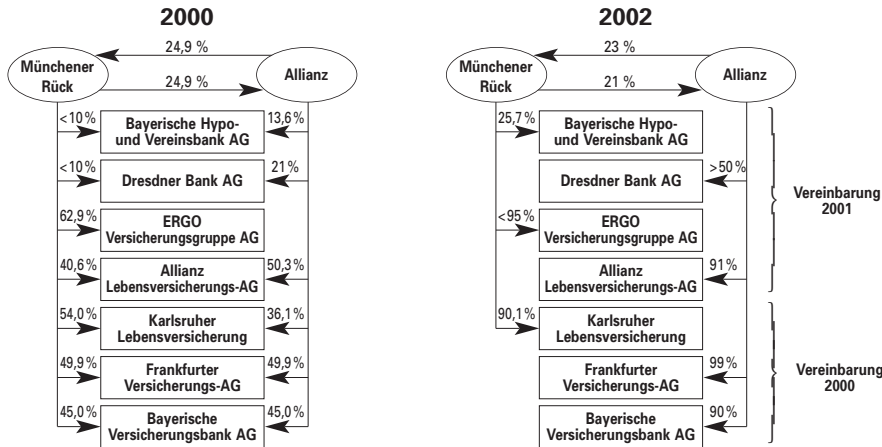 2000
24,9 %
Münchener
Rück
24,9 %
Allianz
<10 %
Bayerische Hypo-
und Vereinsbank AG
13,6 %
<10 %
Dresdner Bank AG
21 %
62,9 %
ERGO
Versicherungsgruppe AG
40,6 %
Allianz
Lebensversicherungs-AG
50,3 %
54,0 %
Karlsruher
Lebensversicherung
36,1 %
49,9 %
Frankfurter
Versicherungs-AG
49,9 %
45,0 %
Bayerische
Versicherungsbank AG
45,0 %
2002
23 %
Münchener
Rück
21 %
Allianz
25,7 %
Bayerische Hypo-
und Vereinsbank AG
Dresdner Bank AG
>50 %
<95 %
ERGO
Versicherungsgruppe AG
Allianz
Lebensversicherungs-AG
91 %
90,1 %
Karlsruher
Lebensversicherung
Frankfurter
Versicherungs-AG
99 %
Bayerische
Versicherungsbank AG
90 %
Vereinbarung
2001
Vereinbarung
2000